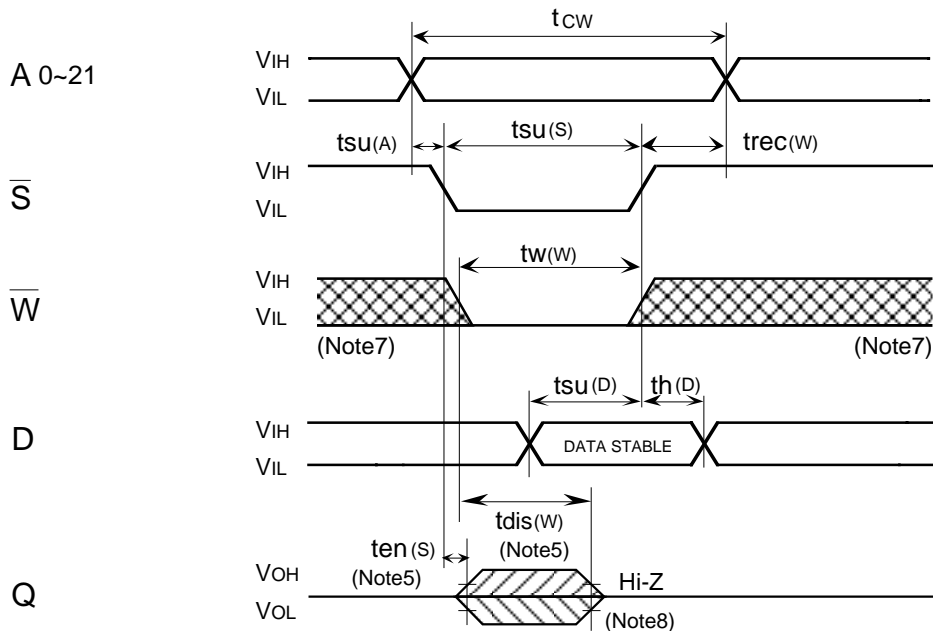 tCW
A 0~21
VIH
VIL
tsu(A)
tsu(S)
trec(W)
S
VIH
VIL
tw(W)
W
VIH
VIL
(Note7)
(Note7)
tsu(D)
th(D)
D
VIH
VIL
DATA STABLE
tdis(W)
ten(S)
(Note5)
(Note5)
Q
VOH
VOL
Hi-Z
(Note8)